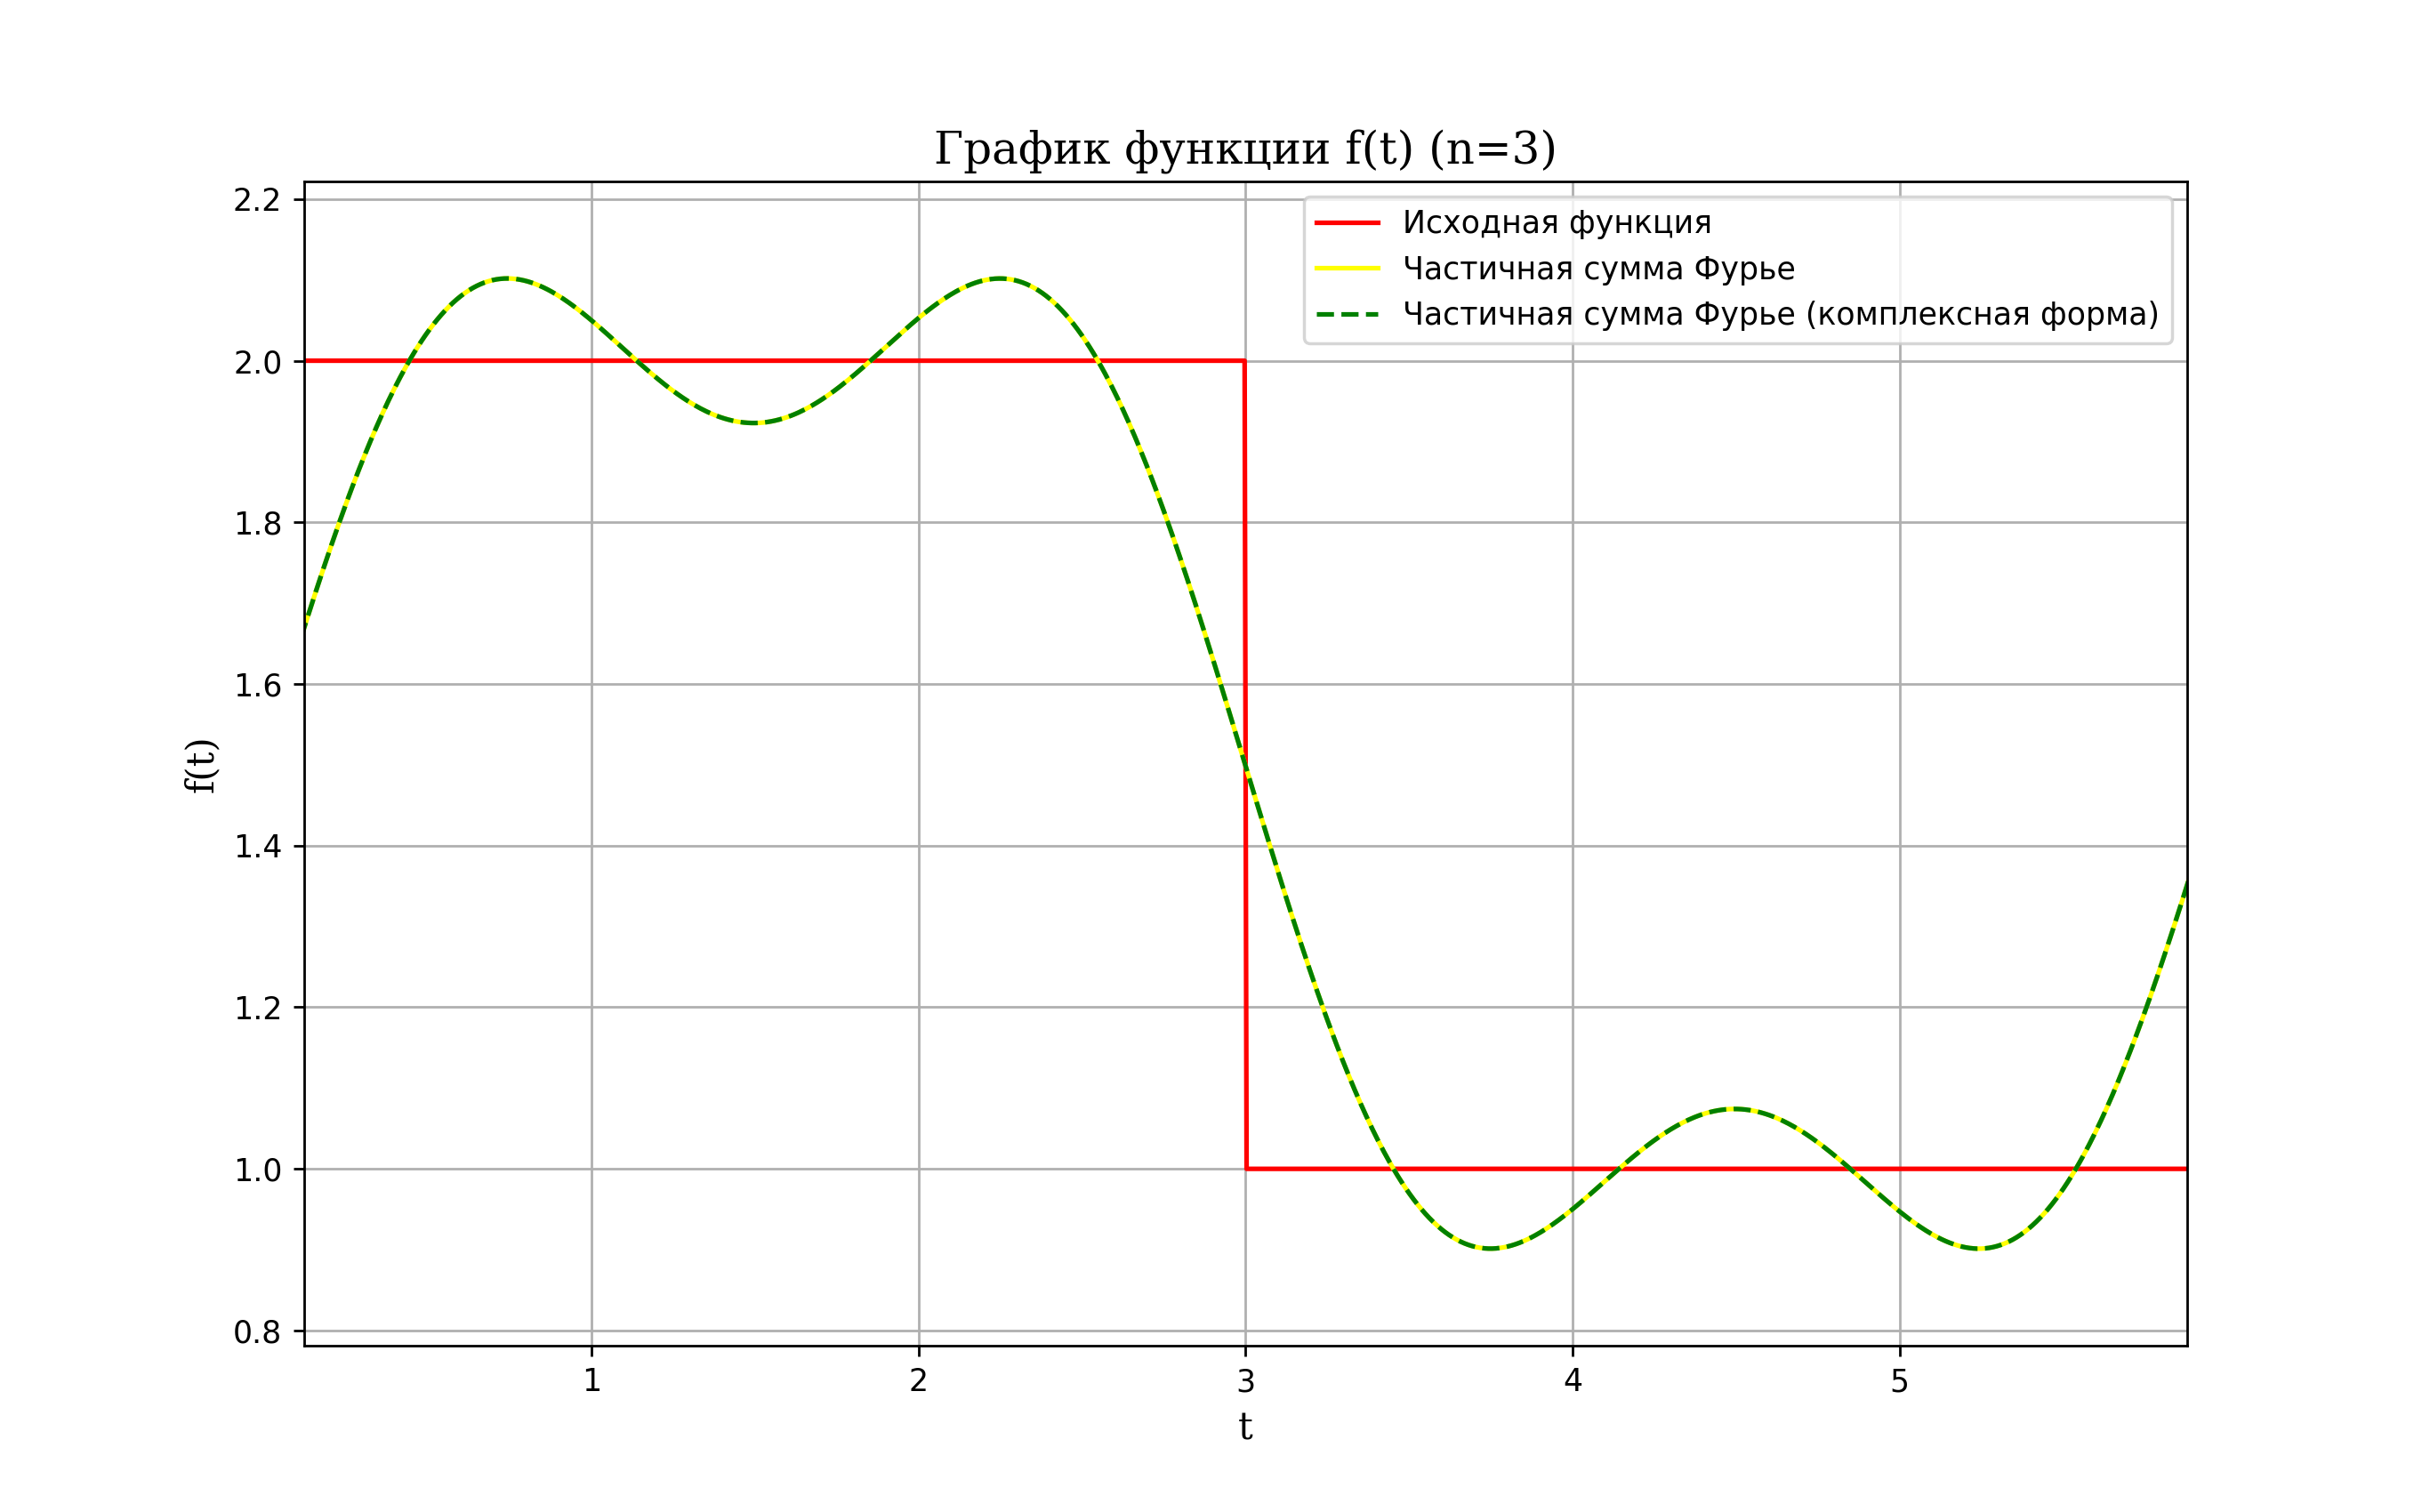 График функции f(t) (n=3)
Исходная функция
Частичная сумма Фурье
Частичная сумма Фурье (комплексная форма)
2.2
2.0
1.8
1.6
1.4
1.2
1.0
0.8
f(t)
1 2 3 4 5
t